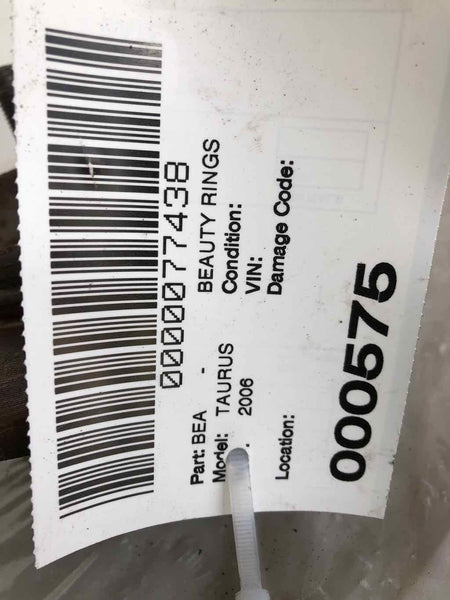 0000077438
Part: BEA - BEAUTY RINGS
Model: TAURUS Condition:
2006 VIN:
Damage Code:
Location:
000575